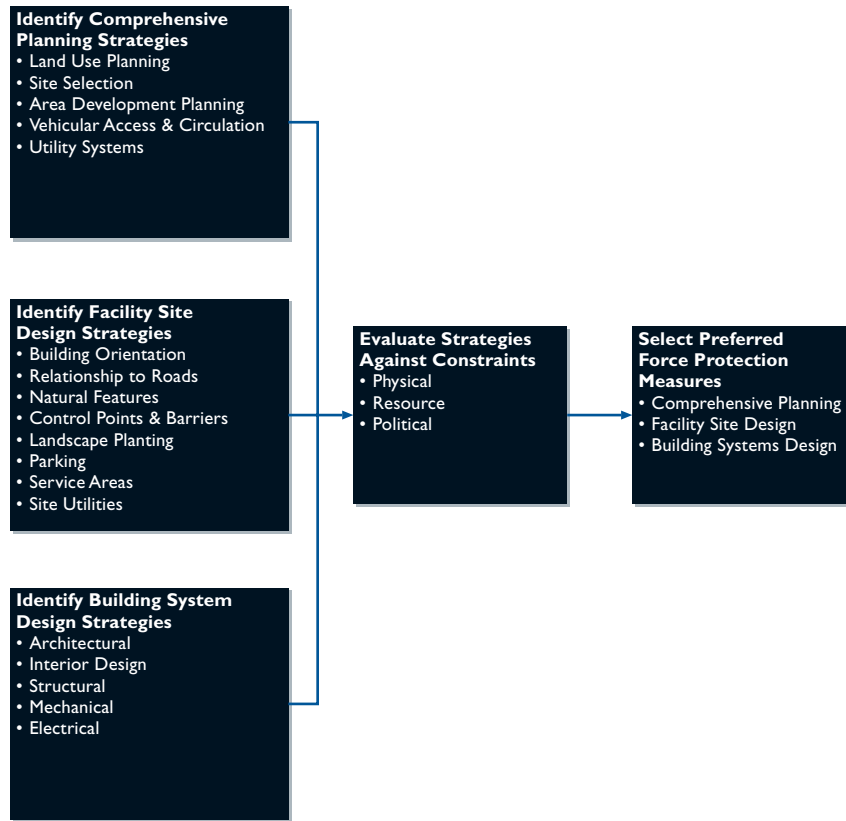 Identify Comprehensive
Planning Strategies
• Land Use Planning
• Site Selection
• Area Development Planning
• Vehicular Access & Circulation
• Utility Systems
Identify Facility Site
Design Strategies
• Building Orientation
• Relationship to Roads
• Natural Features
• Control Points & Barriers
• Landscape Planting
• Parking
• Service Areas
• Site Utilities
Identify Building System
Design Strategies
• Architectural
• Interior Design
• Structural
• Mechanical
• Electrical
Evaluate Strategies
Against Constraints
• Physical
• Resource
• Political
Select Preferred
Force Protection
Measures
• Comprehensive Planning
• Facility Site Design
• Building Systems Design